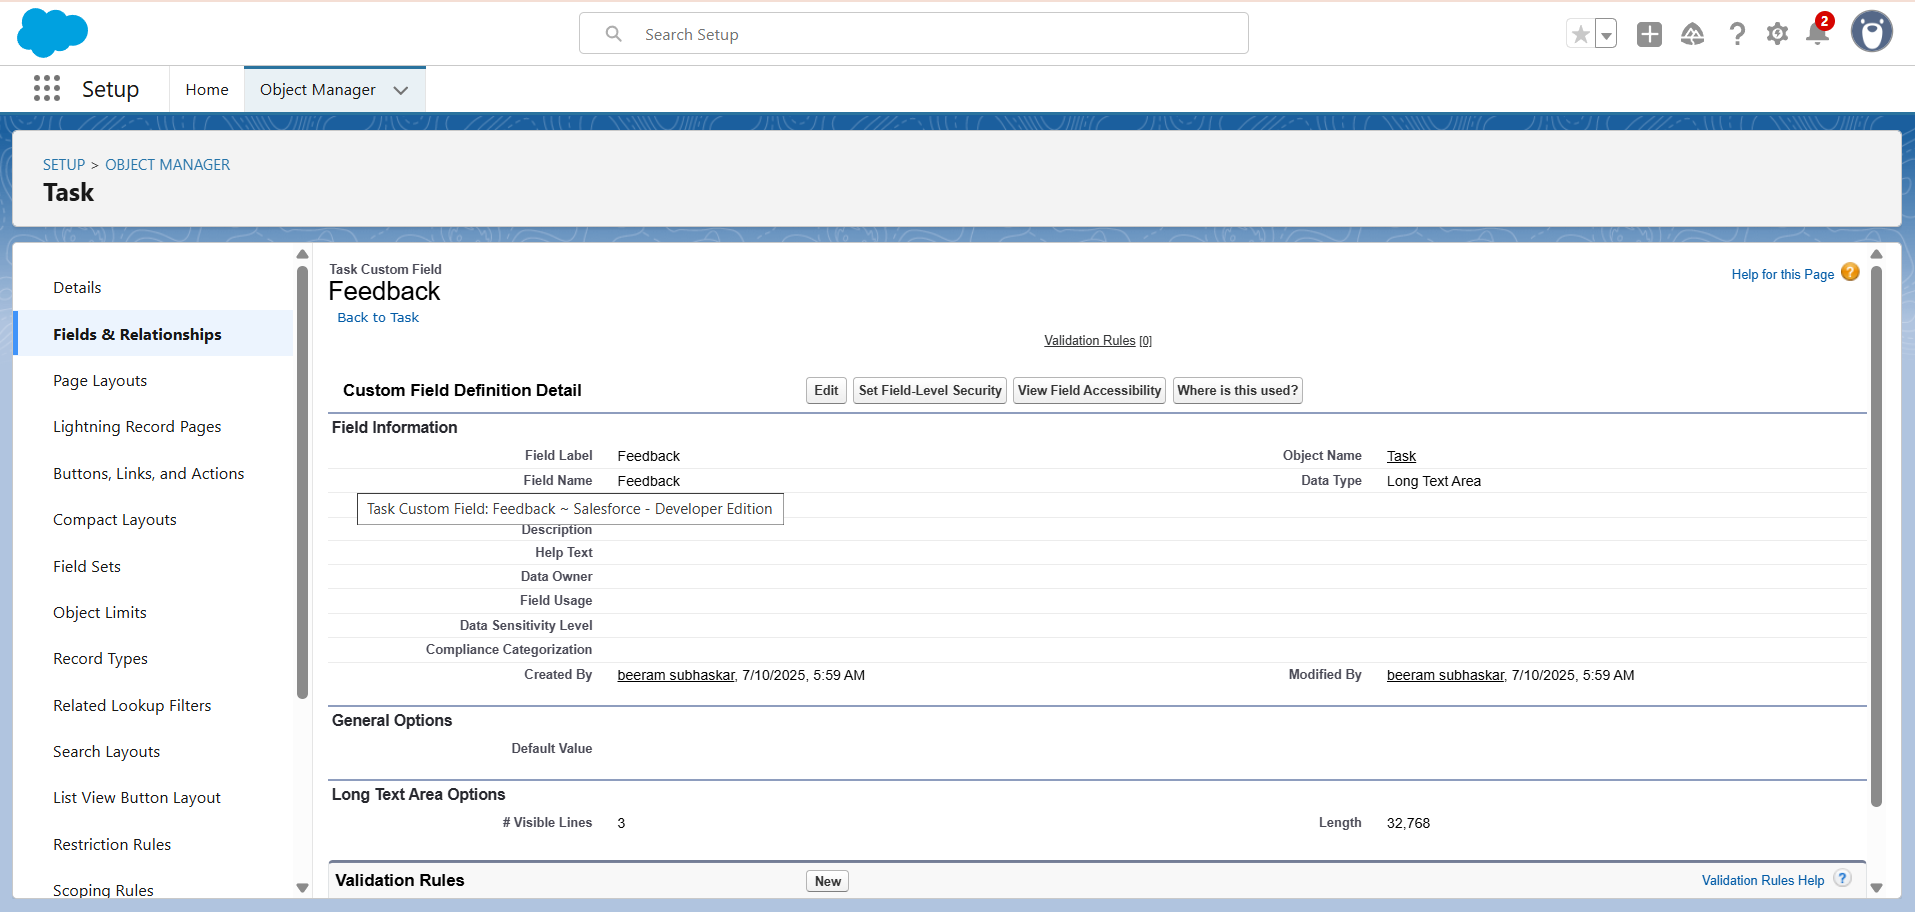 Search Setup
2
Setup
Home
Object Manager
SETUP > OBJECT MANAGER
Task
Details
Fields & Relationships
Page Layouts
Lightning Record Pages
Buttons, Links, and Actions
Compact Layouts
Field Sets
Object Limits
Record Types
Related Lookup Filters
Search Layouts
List View Button Layout
Restriction Rules
Scoping Rules
Task Custom Field
Feedback
Back to Task
Help for this Page ?
Validation Rules [0]
Custom Field Definition Detail
Edit
Set Field-Level Security
View Field Accessibility
Where is this used?
Field Information
Field Label Feedback Object Name Task
Field Name Feedback Data Type Long Text Area
Task Custom Field: Feedback ~ Salesforce - Developer Edition
Description
Help Text
Data Owner
Field Usage
Data Sensitivity Level
Compliance Categorization
Created By beeram subhaskar, 7/10/2025, 5:59 AM Modified By beeram subhaskar, 7/10/2025, 5:59 AM
General Options
Default Value
Long Text Area Options
# Visible Lines 3 Length 32,768
Validation Rules
New
Validation Rules Help ?